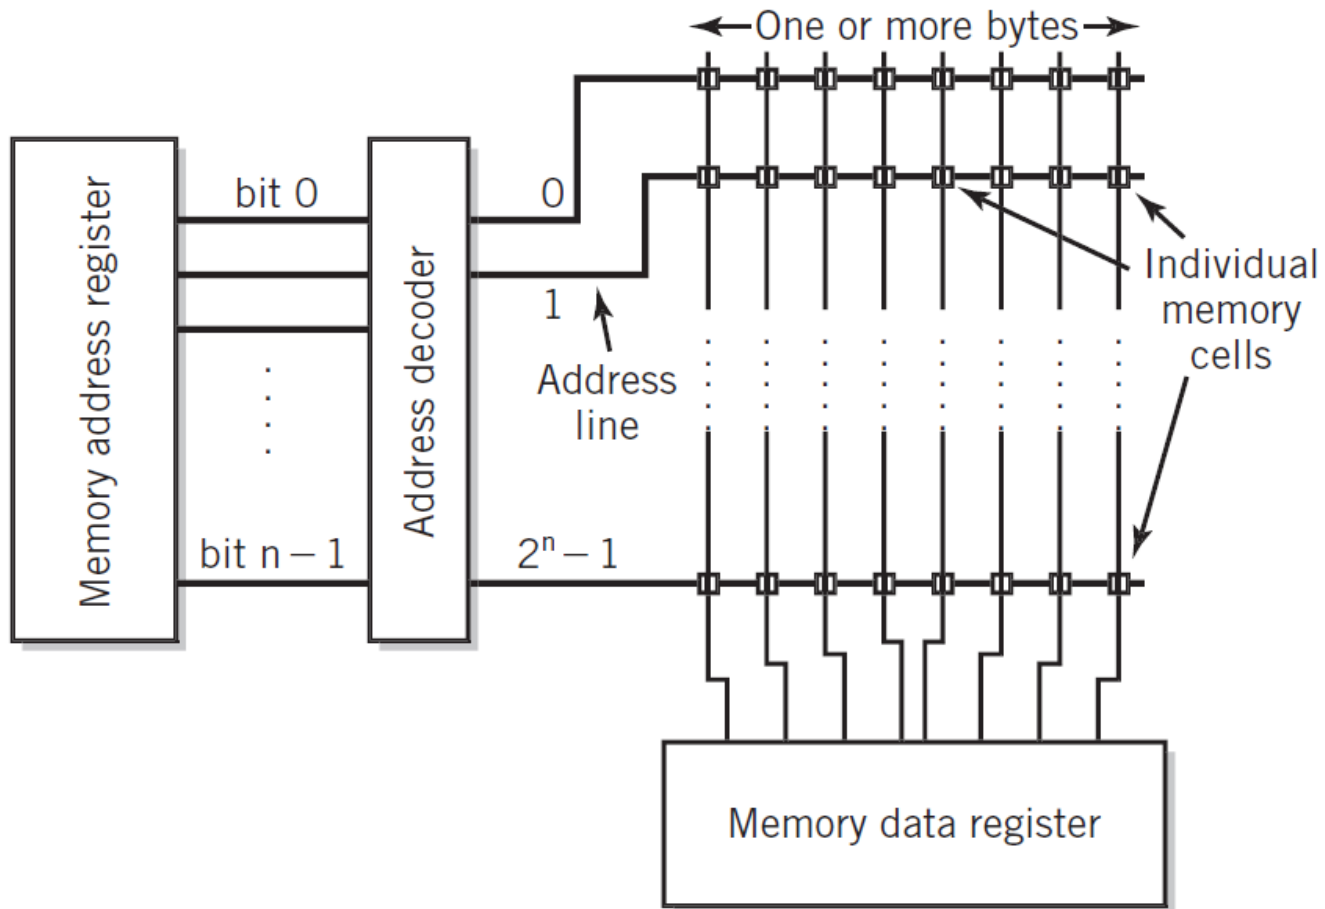 One or more bytes
Memory address register
bit 0
bit n – 1
Address decoder
0
1
Address
line
2ⁿ – 1
Individual
memory
cells
Memory data register